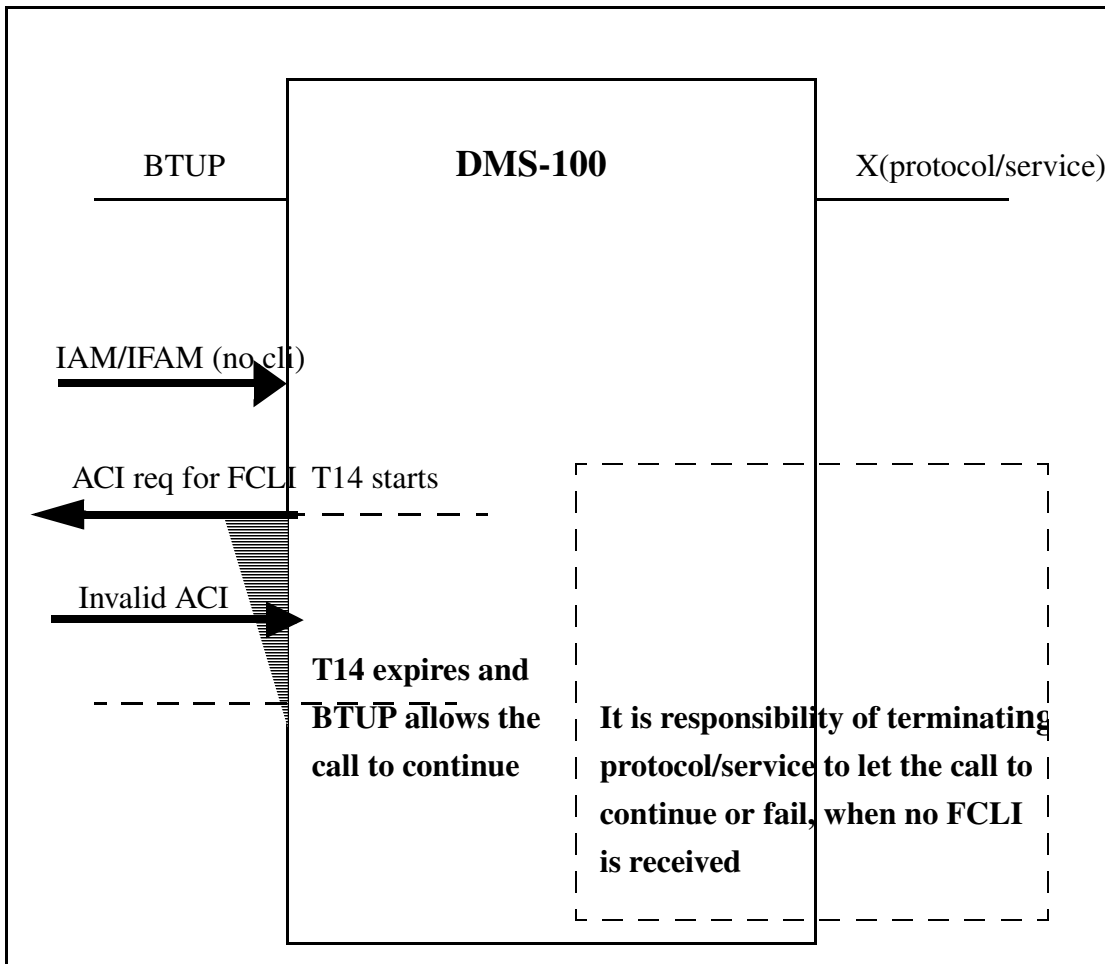 BTUP
DMS-100
X(protocol/service)
IAM/IFAM (no cli)
ACI req for FCLI
T14 starts
Invalid ACI
T14 expires and
BTUP allows the
call to continue
It is responsibility of terminating
protocol/service to let the call to
continue or fail, when no FCLI
is received